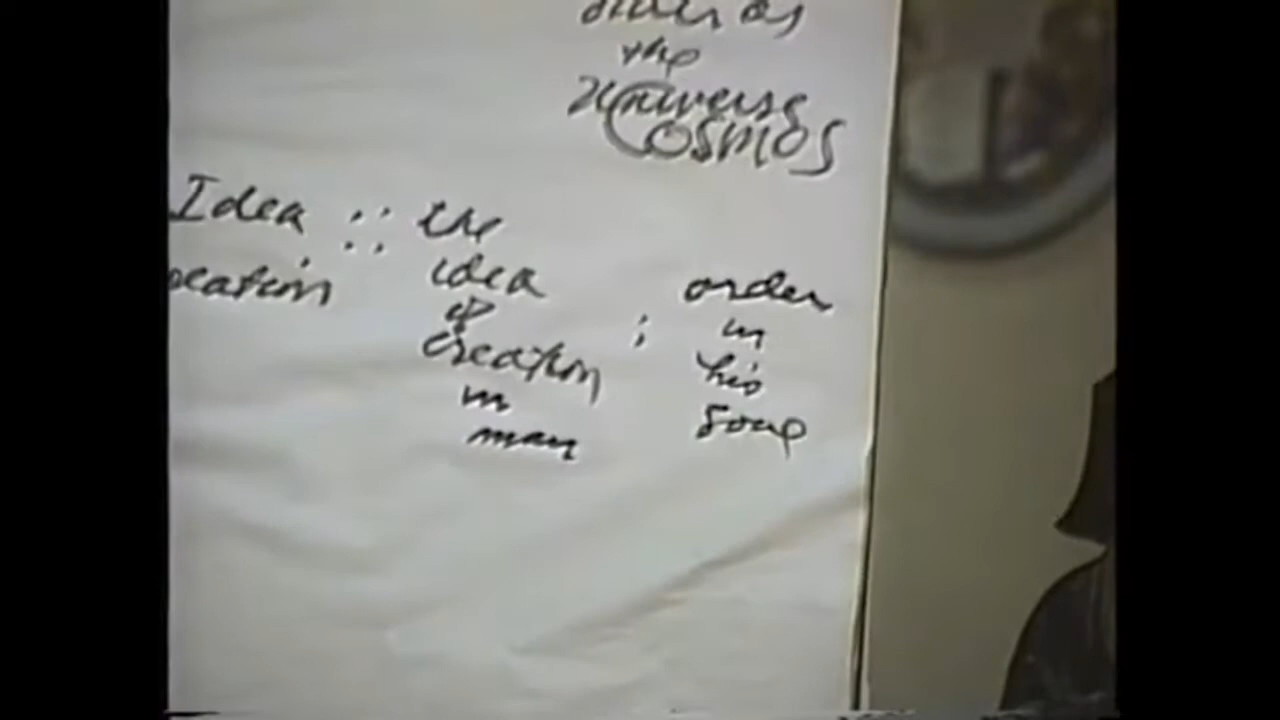 order of
the
Universe
COSMOS
Idea :: the
idea
of
creation
in
man
; order
in
his
soul